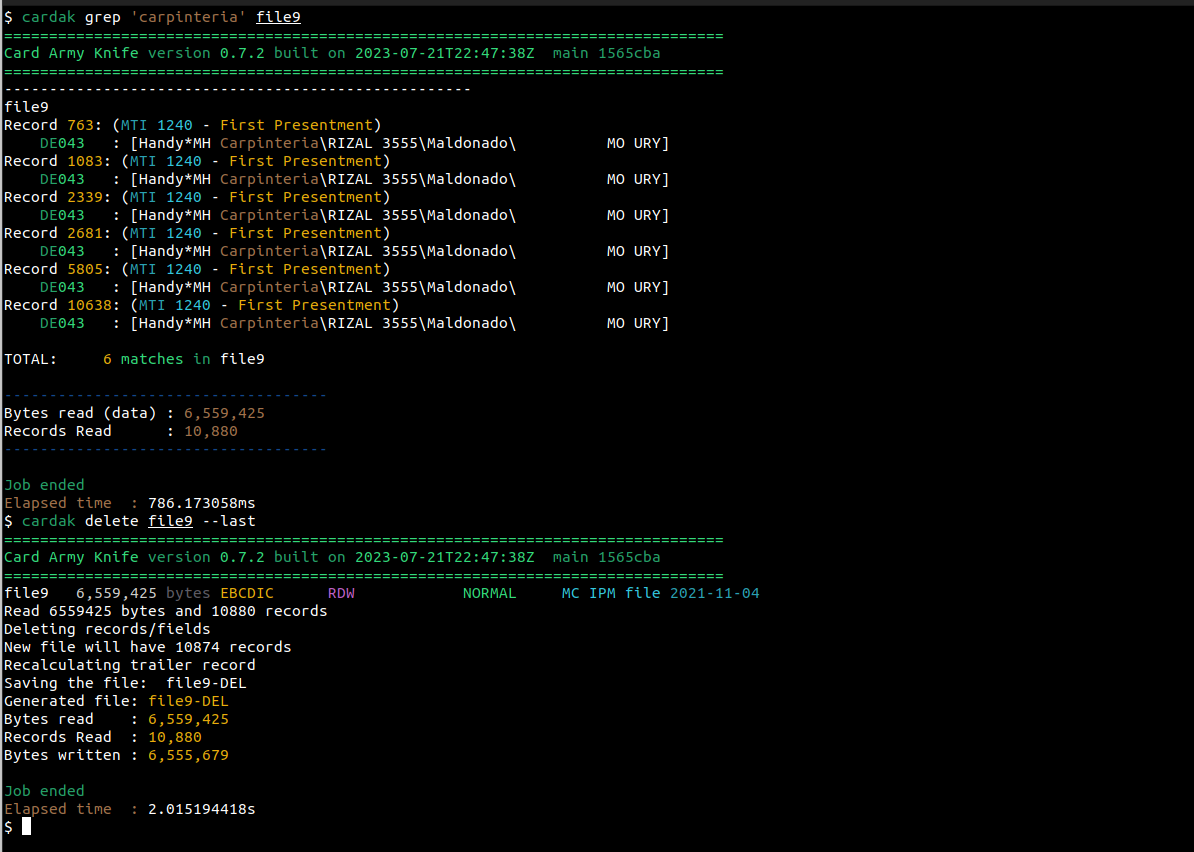 $ cardak grep 'carpinteria' file9
================================================================================
Card Army Knife version 0.7.2 built on 2023-07-21T22:47:38Z  main 1565cba
================================================================================
----------------------------------------------------
file9
Record 763: (MTI 1240 - First Presentment)
    DE043   : [Handy*MH Carpinteria\RIZAL 3555\Maldonado\          MO URY]
Record 1083: (MTI 1240 - First Presentment)
    DE043   : [Handy*MH Carpinteria\RIZAL 3555\Maldonado\          MO URY]
Record 2339: (MTI 1240 - First Presentment)
    DE043   : [Handy*MH Carpinteria\RIZAL 3555\Maldonado\          MO URY]
Record 2681: (MTI 1240 - First Presentment)
    DE043   : [Handy*MH Carpinteria\RIZAL 3555\Maldonado\          MO URY]
Record 5805: (MTI 1240 - First Presentment)
    DE043   : [Handy*MH Carpinteria\RIZAL 3555\Maldonado\          MO URY]
Record 10638: (MTI 1240 - First Presentment)
    DE043   : [Handy*MH Carpinteria\RIZAL 3555\Maldonado\          MO URY]
TOTAL:     6 matches in file9
------------------------------------
Bytes read (data) : 6,559,425
Records Read      : 10,880
------------------------------------
Job ended
Elapsed time  : 786.173058ms
$ cardak delete file9 --last
================================================================================
Card Army Knife version 0.7.2 built on 2023-07-21T22:47:38Z  main 1565cba
================================================================================
file9   6,559,425 bytes EBCDIC      RDW            NORMAL     MC IPM file 2021-11-04
Read 6559425 bytes and 10880 records
Deleting records/fields
New file will have 10874 records
Recalculating trailer record
Saving the file:  file9-DEL
Generated file: file9-DEL
Bytes read    : 6,559,425
Records Read  : 10,880
Bytes written : 6,555,679
Job ended
Elapsed time  : 2.015194418s
$